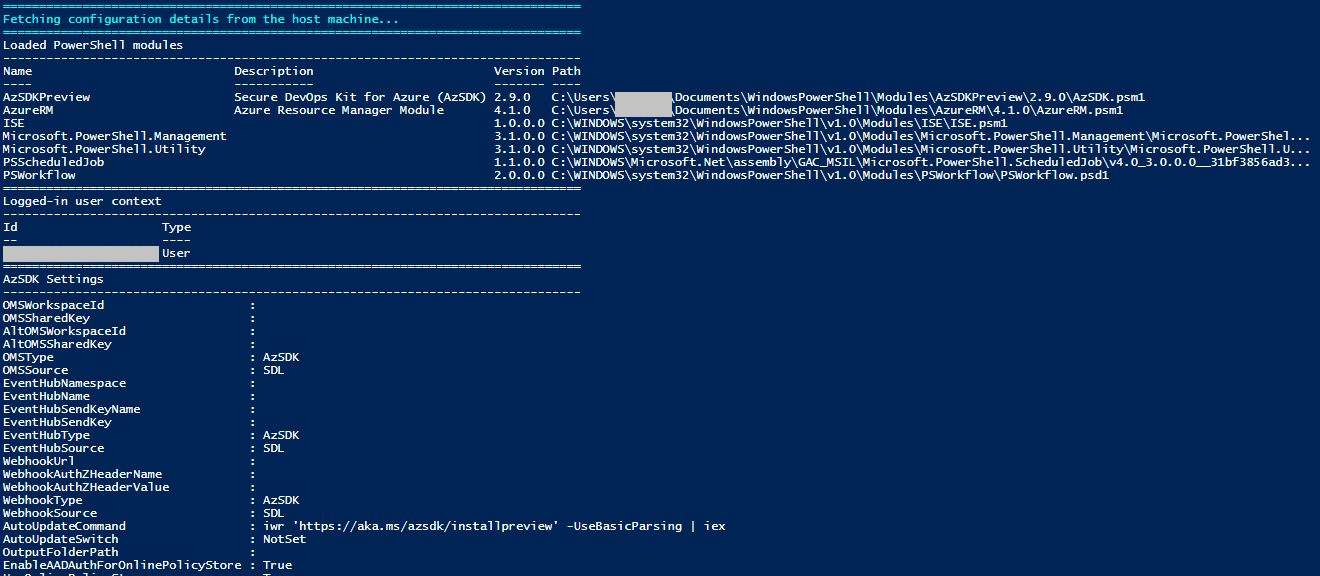 ================================================================================
Fetching configuration details from the host machine...
================================================================================
Loaded PowerShell modules
--------------------------------------------------------------------------------
Name Description Version Path
---- ----------- ------- ----
AzSDKPreview Secure DevOps Kit for Azure (AzSDK) 2.9.0 C:\Users\ \Documents\WindowsPowerShell\Modules\AzSDKPreview\2.9.0\AzSDK.psm1
AzureRM Azure Resource Manager Module 4.1.0 C:\Users\ \Documents\WindowsPowerShell\Modules\AzureRM\4.1.0\AzureRM.psm1
ISE 1.0.0.0 C:\WINDOWS\system32\WindowsPowerShell\v1.0\Modules\ISE\ISE.psm1
Microsoft.PowerShell.Management 3.1.0.0 C:\WINDOWS\system32\WindowsPowerShell\v1.0\Modules\Microsoft.PowerShell.Management\Microsoft.PowerShel...
Microsoft.PowerShell.Utility 3.1.0.0 C:\WINDOWS\system32\WindowsPowerShell\v1.0\Modules\Microsoft.PowerShell.Utility\Microsoft.PowerShell.U...
PSScheduledJob 1.1.0.0 C:\WINDOWS\Microsoft.Net\assembly\GAC_MSIL\Microsoft.PowerShell.ScheduledJob\v4.0_3.0.0.0__31bf3856ad3...
PSWorkflow 2.0.0.0 C:\WINDOWS\system32\WindowsPowerShell\v1.0\Modules\PSWorkflow\PSWorkflow.psd1
================================================================================
Logged-in user context
--------------------------------------------------------------------------------
Id Type
-- ----
User
================================================================================
AzSDK Settings
--------------------------------------------------------------------------------
OMSWorkspaceId :
OMSSharedKey :
AltOMSWorkspaceId :
AltOMSSharedKey :
OMSType : AzSDK
OMSSource : SDL
EventHubNamespace :
EventHubName :
EventHubSendKeyName :
EventHubSendKey :
EventHubType : AzSDK
EventHubSource : SDL
WebhookUrl :
WebhookAuthZHeaderName :
WebhookAuthZHeaderValue :
WebhookType : AzSDK
WebhookSource : SDL
AutoUpdateCommand : iwr 'https://aka.ms/azsdk/installpreview' -UseBasicParsing | iex
AutoUpdateSwitch : NotSet
OutputFolderPath :
EnableAADAuthForOnlinePolicyStore : True